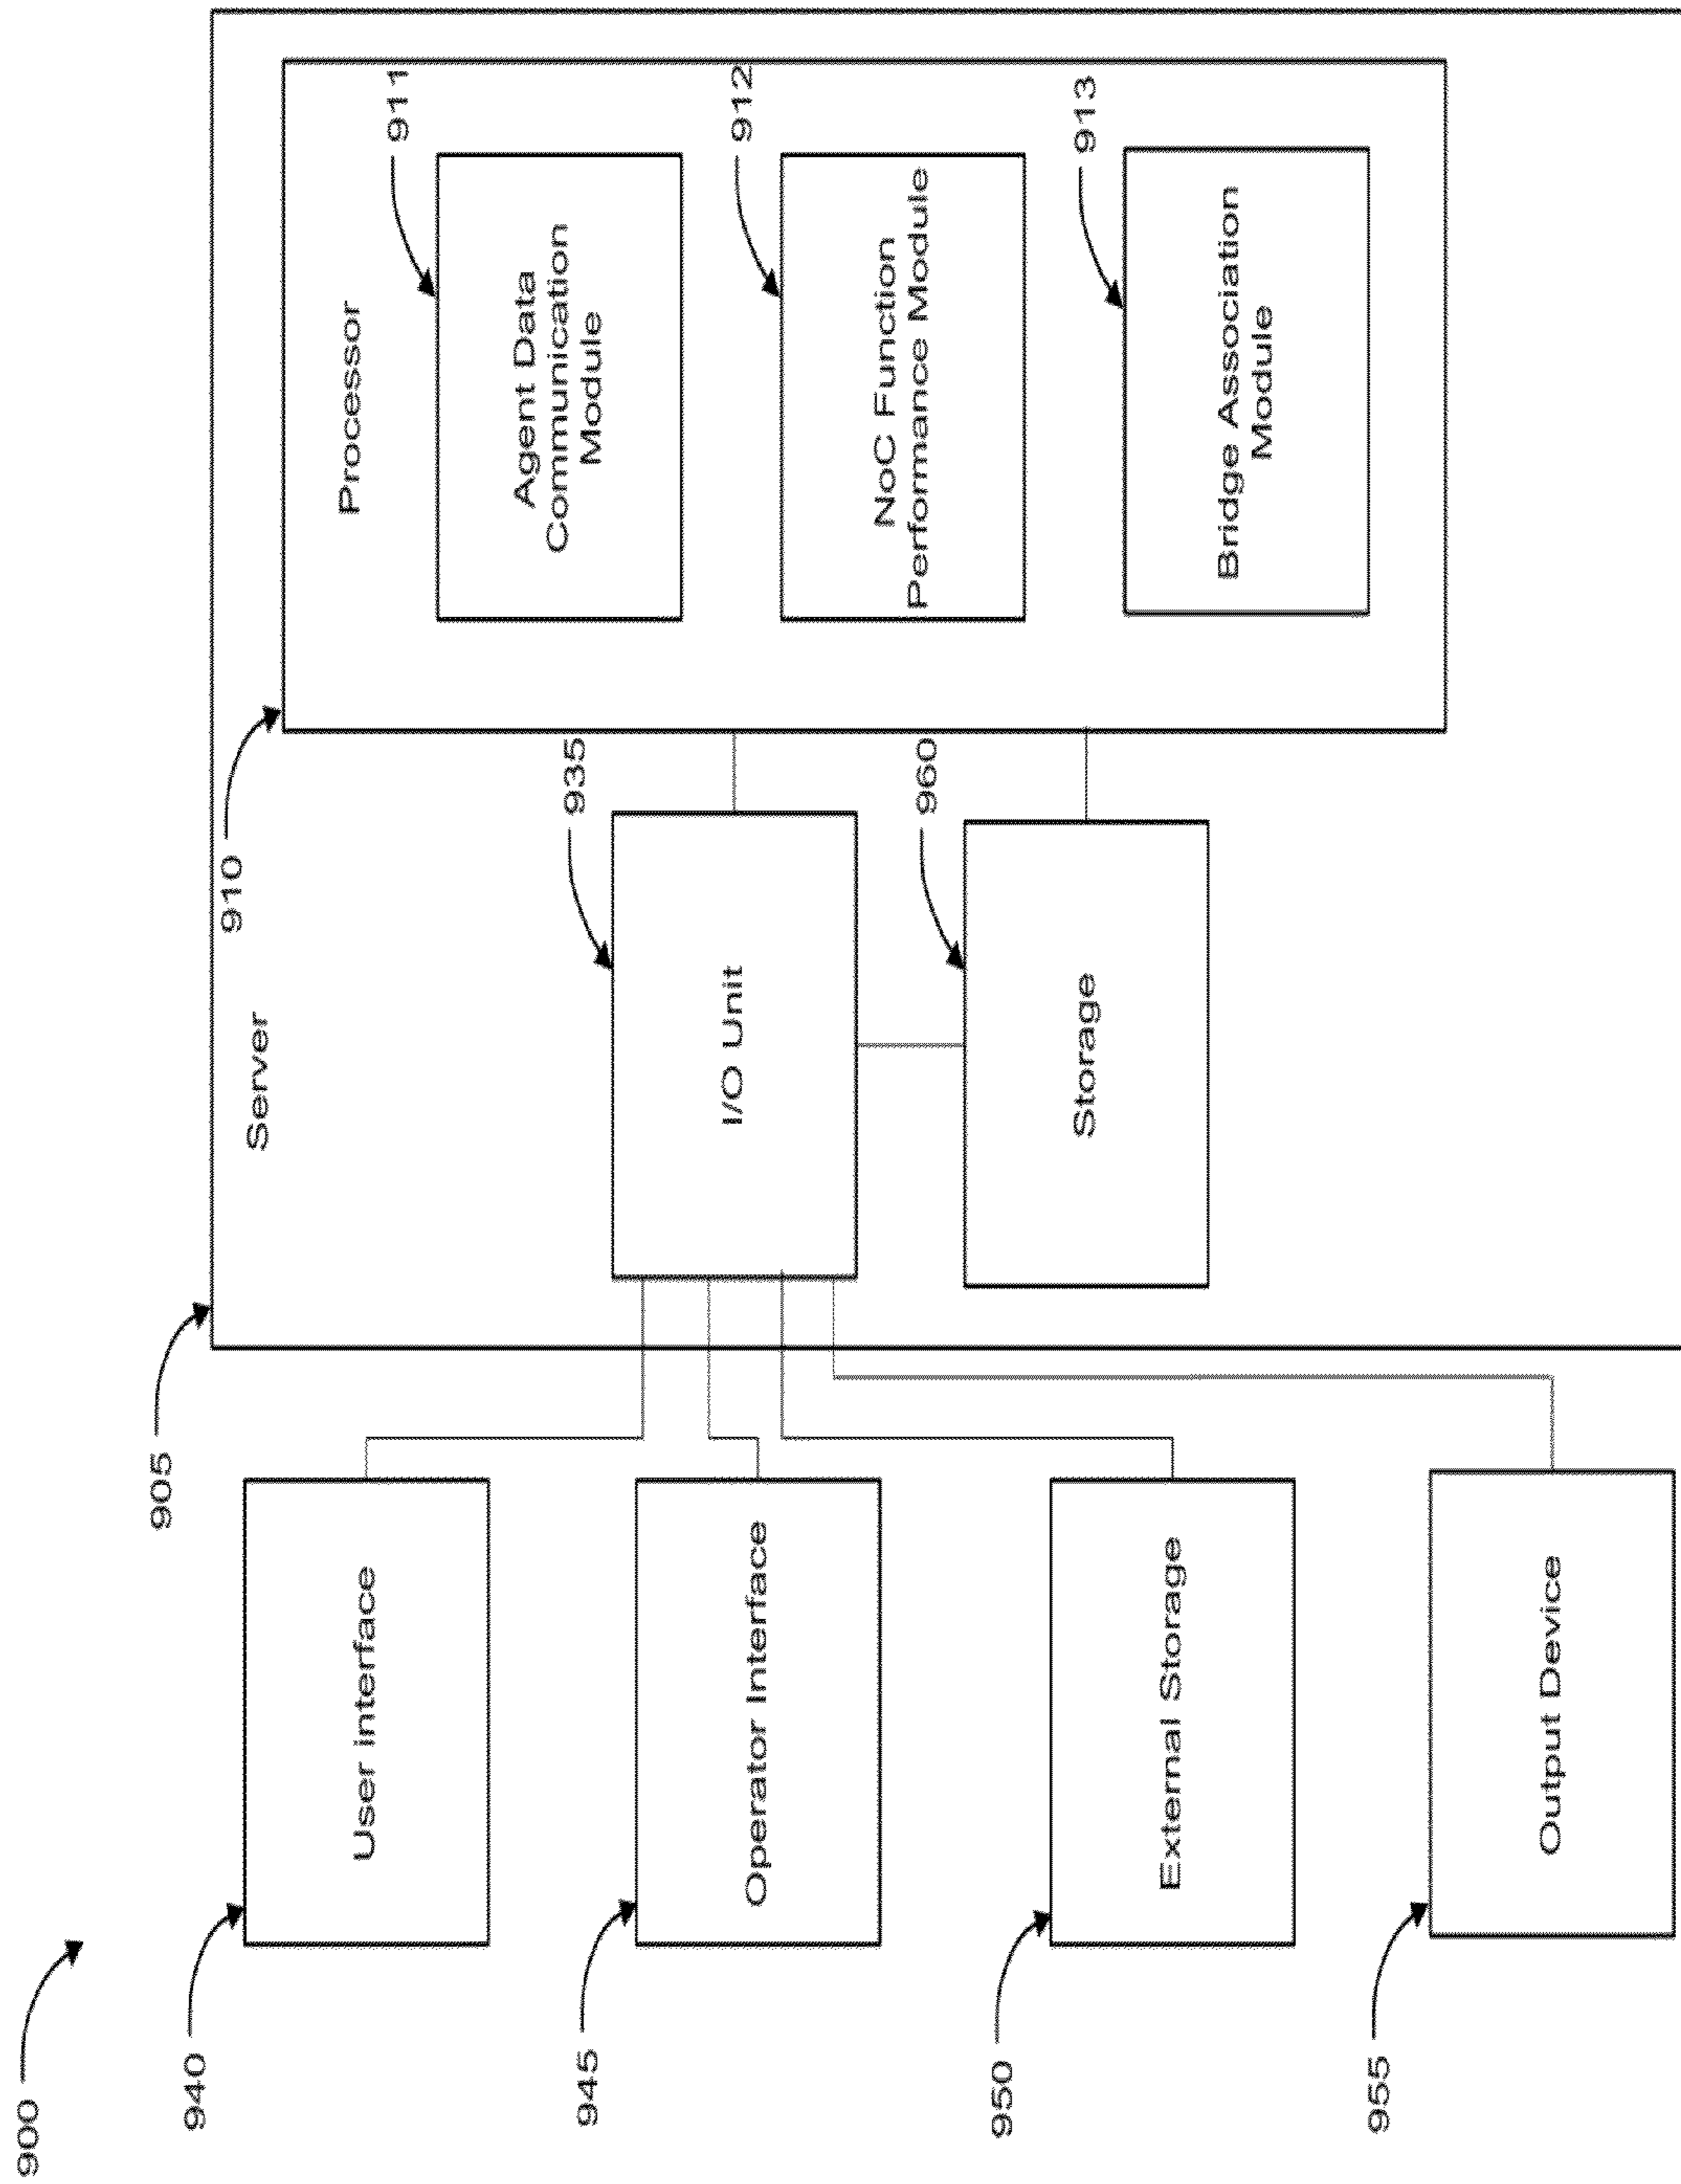 900
905
Server
910
Processor
911
Agent Data
Communication
Module
912
NoC Function
Performance Module
913
Bridge Association
Module
935
I/O Unit
960
Storage
940
User interface
945
Operator Interface
950
External Storage
955
Output Device